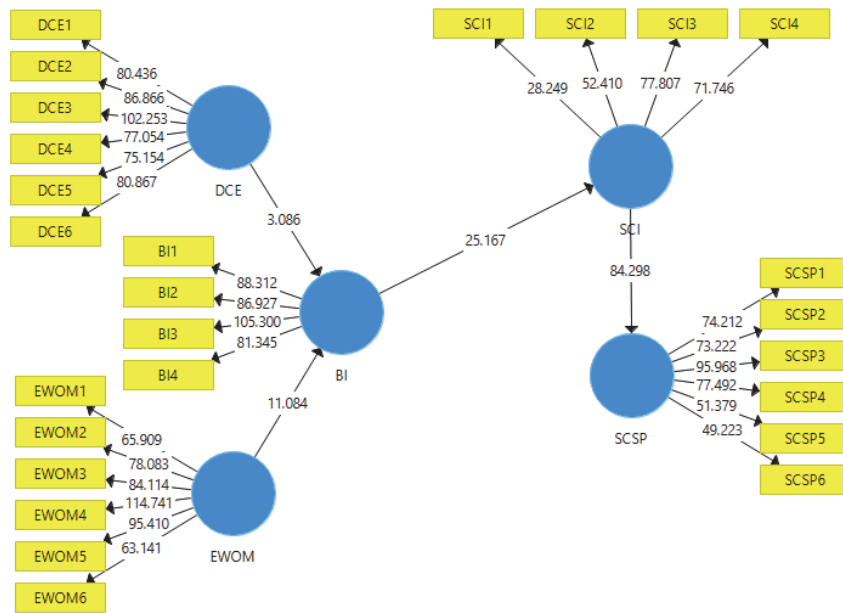 DCE1
DCE2
DCE3
DCE4
DCE5
DCE6
80.436
86.866
102.253
77.054
75.154
80.867
DCE
3.086
BI1
BI2
BI3
BI4
88.312
86.927
105.300
81.345
BI
11.084
EWOM1
EWOM2
EWOM3
EWOM4
EWOM5
EWOM6
65.909
78.083
84.114
114.741
95.410
63.141
EWOM
25.167
SCI1
SCI2
SCI3
SCI4
28.249
52.410
77.807
71.746
SCI
84.298
SCSP1
SCSP2
SCSP3
SCSP4
SCSP5
SCSP6
74.212
73.222
95.968
77.492
51.379
49.223
SCSP